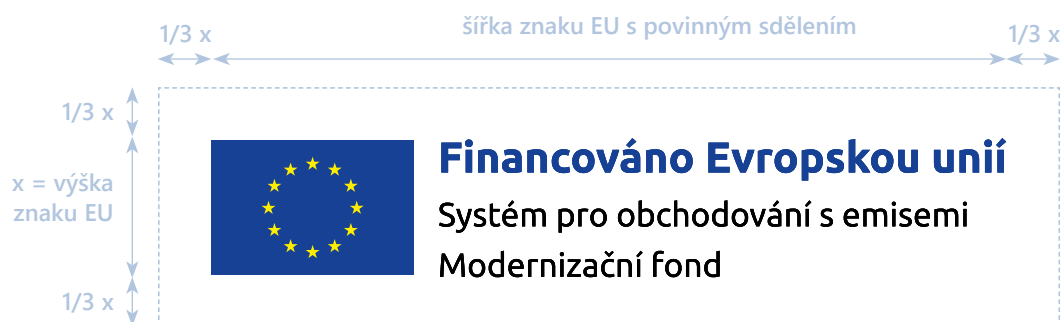 1/3 x
šířka znaku EU s povinným sdělením
1/3 x
1/3 x
x = výška
znaku EU
Financováno Evropskou unií
Systém pro obchodování s emisemi
Modernizační fond
1/3 x